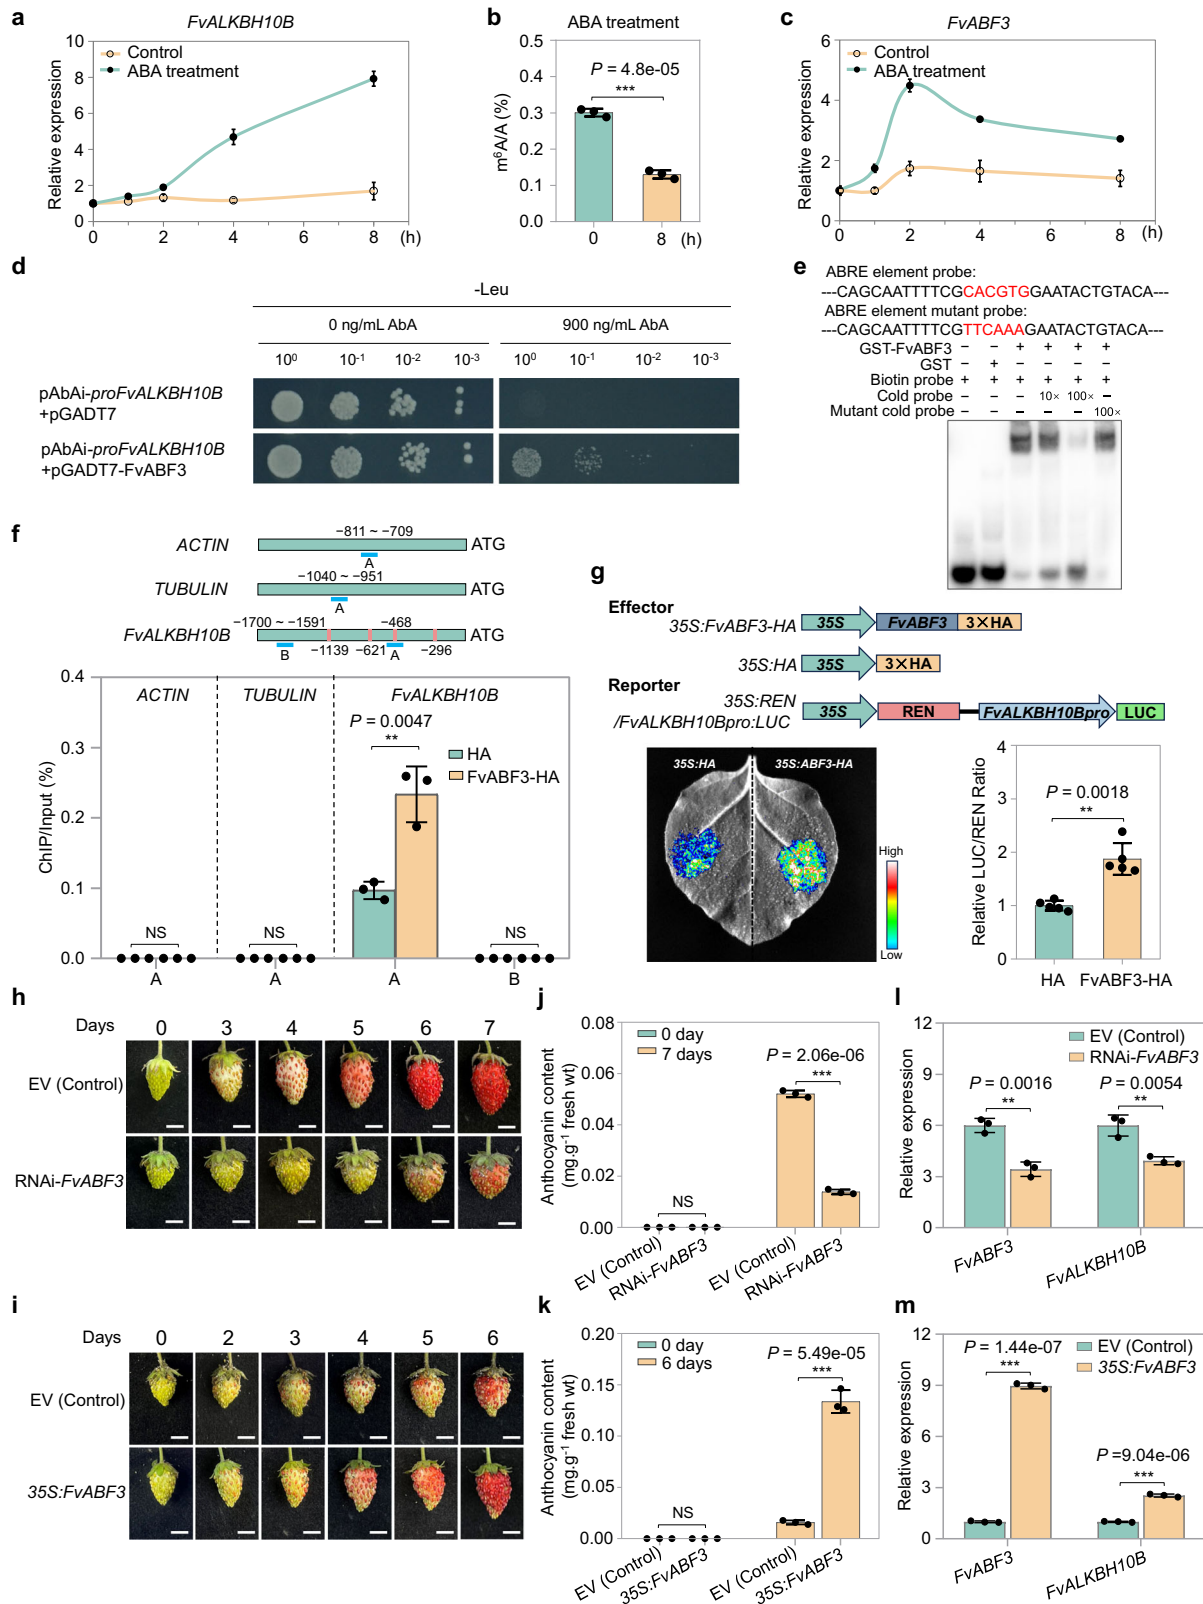 a
FvALKBH10B
Relative expression
10
8
6
4
2
0
Control
ABA treatment
0 2 4 6 8 (h)
b
ABA treatment
P = 4.8e-05
***
m⁶A/A (%)
0.5
0.4
0.3
0.2
0.1
0.0
0 8 (h)
c
FvABF3
Relative expression
6
4
2
0
Control
ABA treatment
0 2 4 6 8 (h)
d
-Leu
0 ng/mL AbA 900 ng/mL AbA
10⁰ 10⁻¹ 10⁻² 10⁻³ 10⁰ 10⁻¹ 10⁻² 10⁻³
pAbAi-proFvALKBH10B
+pGADT7
pAbAi-proFvALKBH10B
+pGADT7-FvABF3
e
ABRE element probe:
---CAGCAATTTTCGCACGTGGAATACTGTACA---
ABRE element mutant probe:
---CAGCAATTTTCGTTCAAAGAATACTGTACA---
GST-FvABF3 − − + + + +
GST − + − − − −
Biotin probe + + + + + +
Cold probe − − − 10× 100× −
Mutant cold probe − − − − − 100×
f
−811 ~ −709
ACTIN ATG
A
−1040 ~ −951
TUBULIN ATG
A
−1700 ~ −1591 −468
FvALKBH10B ATG
B −1139 −621 A −296
ChIP/Input (%)
0.4
0.3
0.2
0.1
0.0
ACTIN TUBULIN FvALKBH10B
P = 0.0047
**
HA
FvABF3-HA
NS NS NS
A A A B
g
Effector
35S:FvABF3-HA 35S FvABF3 3×HA
35S:HA 35S 3×HA
Reporter
35S:REN
/FvALKBH10Bpro:LUC 35S REN FvALKBH10Bpro LUC
35S:HA 35S:ABF3-HA
High
Low
Relative LUC/REN Ratio
4
3
2
1
0
P = 0.0018
**
HA FvABF3-HA
h
Days 0 3 4 5 6 7
EV (Control)
RNAi-FvABF3
j
Anthocyanin content
(mg.g⁻¹ fresh wt)
0.08
0.06
0.04
0.02
0.00
0 day
7 days
P = 2.06e-06
***
NS
EV (Control) RNAi-FvABF3 EV (Control) RNAi-FvABF3
l
Relative expression
12
9
6
3
0
EV (Control)
RNAi-FvABF3
P = 0.0016 P = 0.0054
** **
FvABF3 FvALKBH10B
i
Days 0 2 3 4 5 6
EV (Control)
35S:FvABF3
k
Anthocyanin content
(mg.g⁻¹ fresh wt)
0.20
0.15
0.10
0.05
0.00
0 day
6 days
P = 5.49e-05
***
NS
EV (Control) 35S:FvABF3 EV (Control) 35S:FvABF3
m
Relative expression
12
9
6
3
0
EV (Control)
35S:FvABF3
P = 1.44e-07
***
P =9.04e-06
***
FvABF3 FvALKBH10B